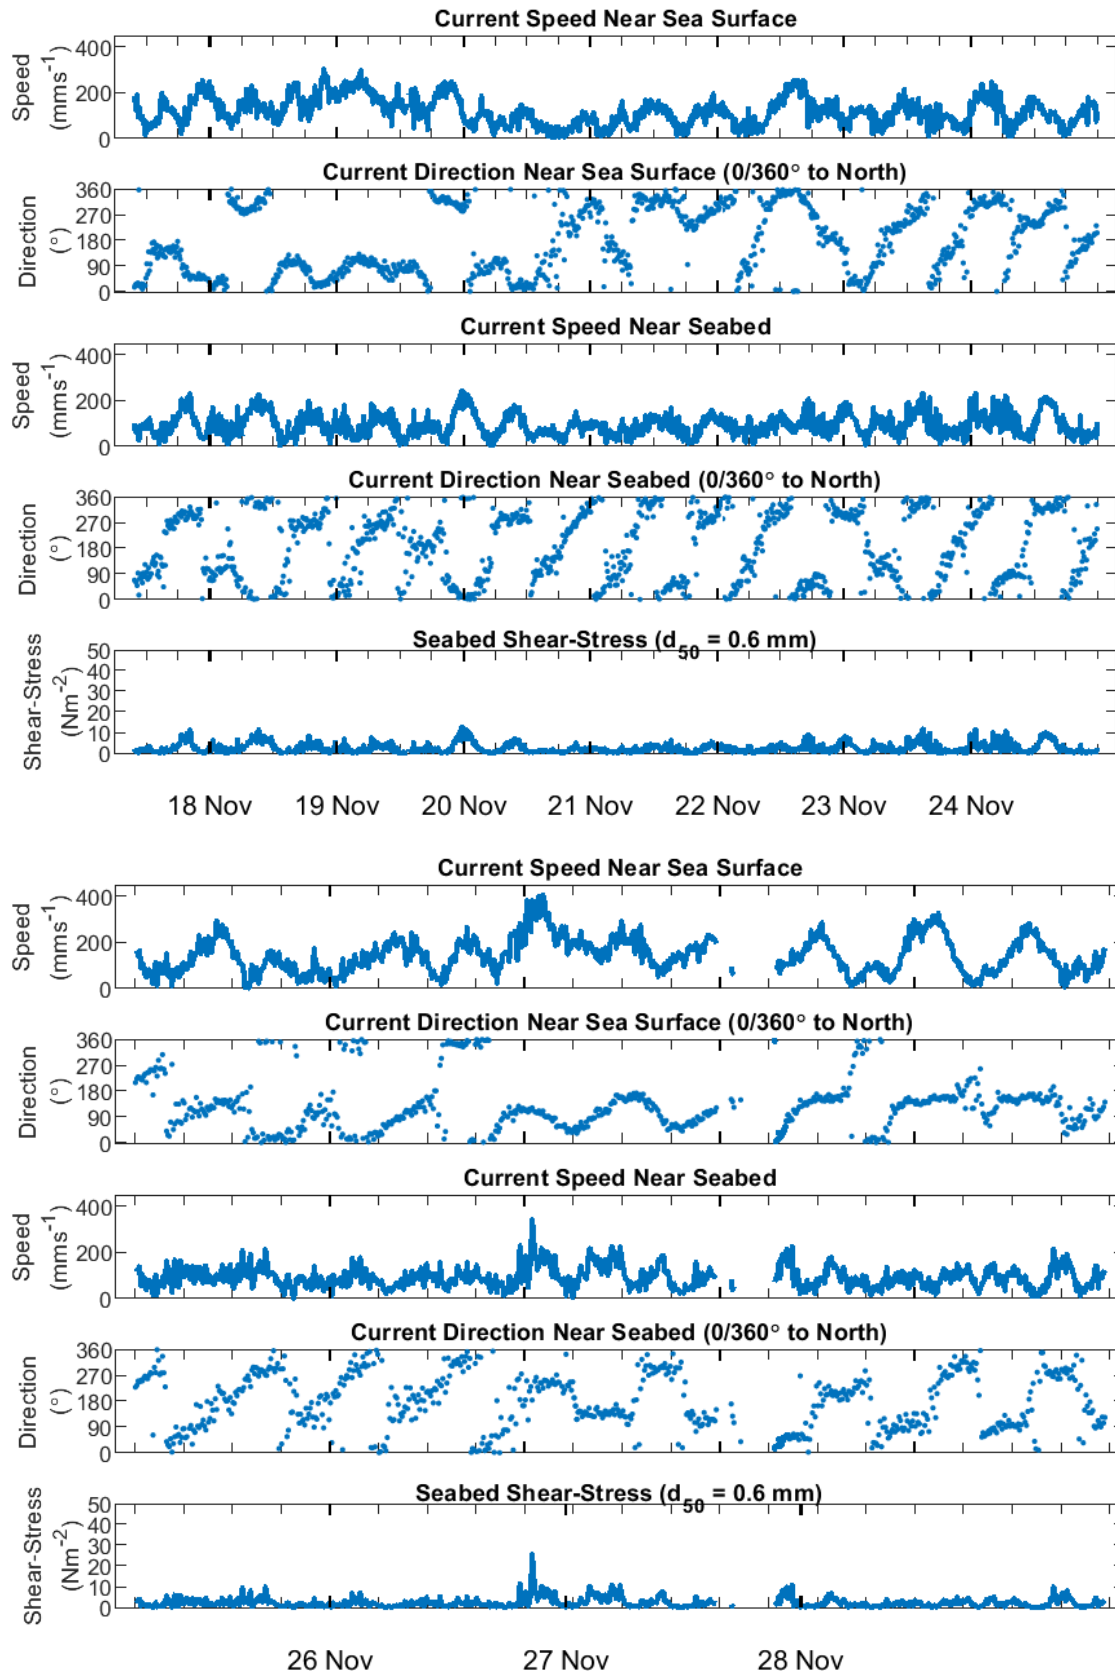 Current Speed Near Sea Surface
Speed
(mms-1)
400
200
0
Current Direction Near Sea Surface (0/360° to North)
Direction
(°)
360
270
180
90
0
Current Speed Near Seabed
Speed
(mms-1)
400
200
0
Current Direction Near Seabed (0/360° to North)
Direction
(°)
360
270
180
90
0
Seabed Shear-Stress (d50 = 0.6 mm)
Shear-Stress
(Nm-2)
50
40
30
20
10
0
18 Nov 19 Nov 20 Nov 21 Nov 22 Nov 23 Nov 24 Nov
Current Speed Near Sea Surface
Speed
(mms-1)
400
200
0
Current Direction Near Sea Surface (0/360° to North)
Direction
(°)
360
270
180
90
0
Current Speed Near Seabed
Speed
(mms-1)
400
200
0
Current Direction Near Seabed (0/360° to North)
Direction
(°)
360
270
180
90
0
Seabed Shear-Stress (d50 = 0.6 mm)
Shear-Stress
(Nm-2)
50
40
30
20
10
0
26 Nov 27 Nov 28 Nov